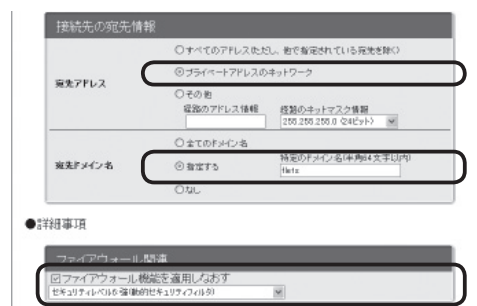 接続先の宛先情報
宛先アドレス
○すべてのアドレス(ただし、他で指定されている宛先を除く)
◎プライベートアドレスのネットワーク
○その他
経路のアドレス情報 経路のネットマスク情報
255.255.255.0 (24ビット)
宛先ドメイン名
○全てのドメイン名
◎指定する
特定のドメイン名(半角64文字以内)
flets
○なし
●詳細事項
ファイアウォール関連
☑ファイアウォール機能を適用しなおす
セキュリティレベル6 強(動的セキュリティフィルタ)